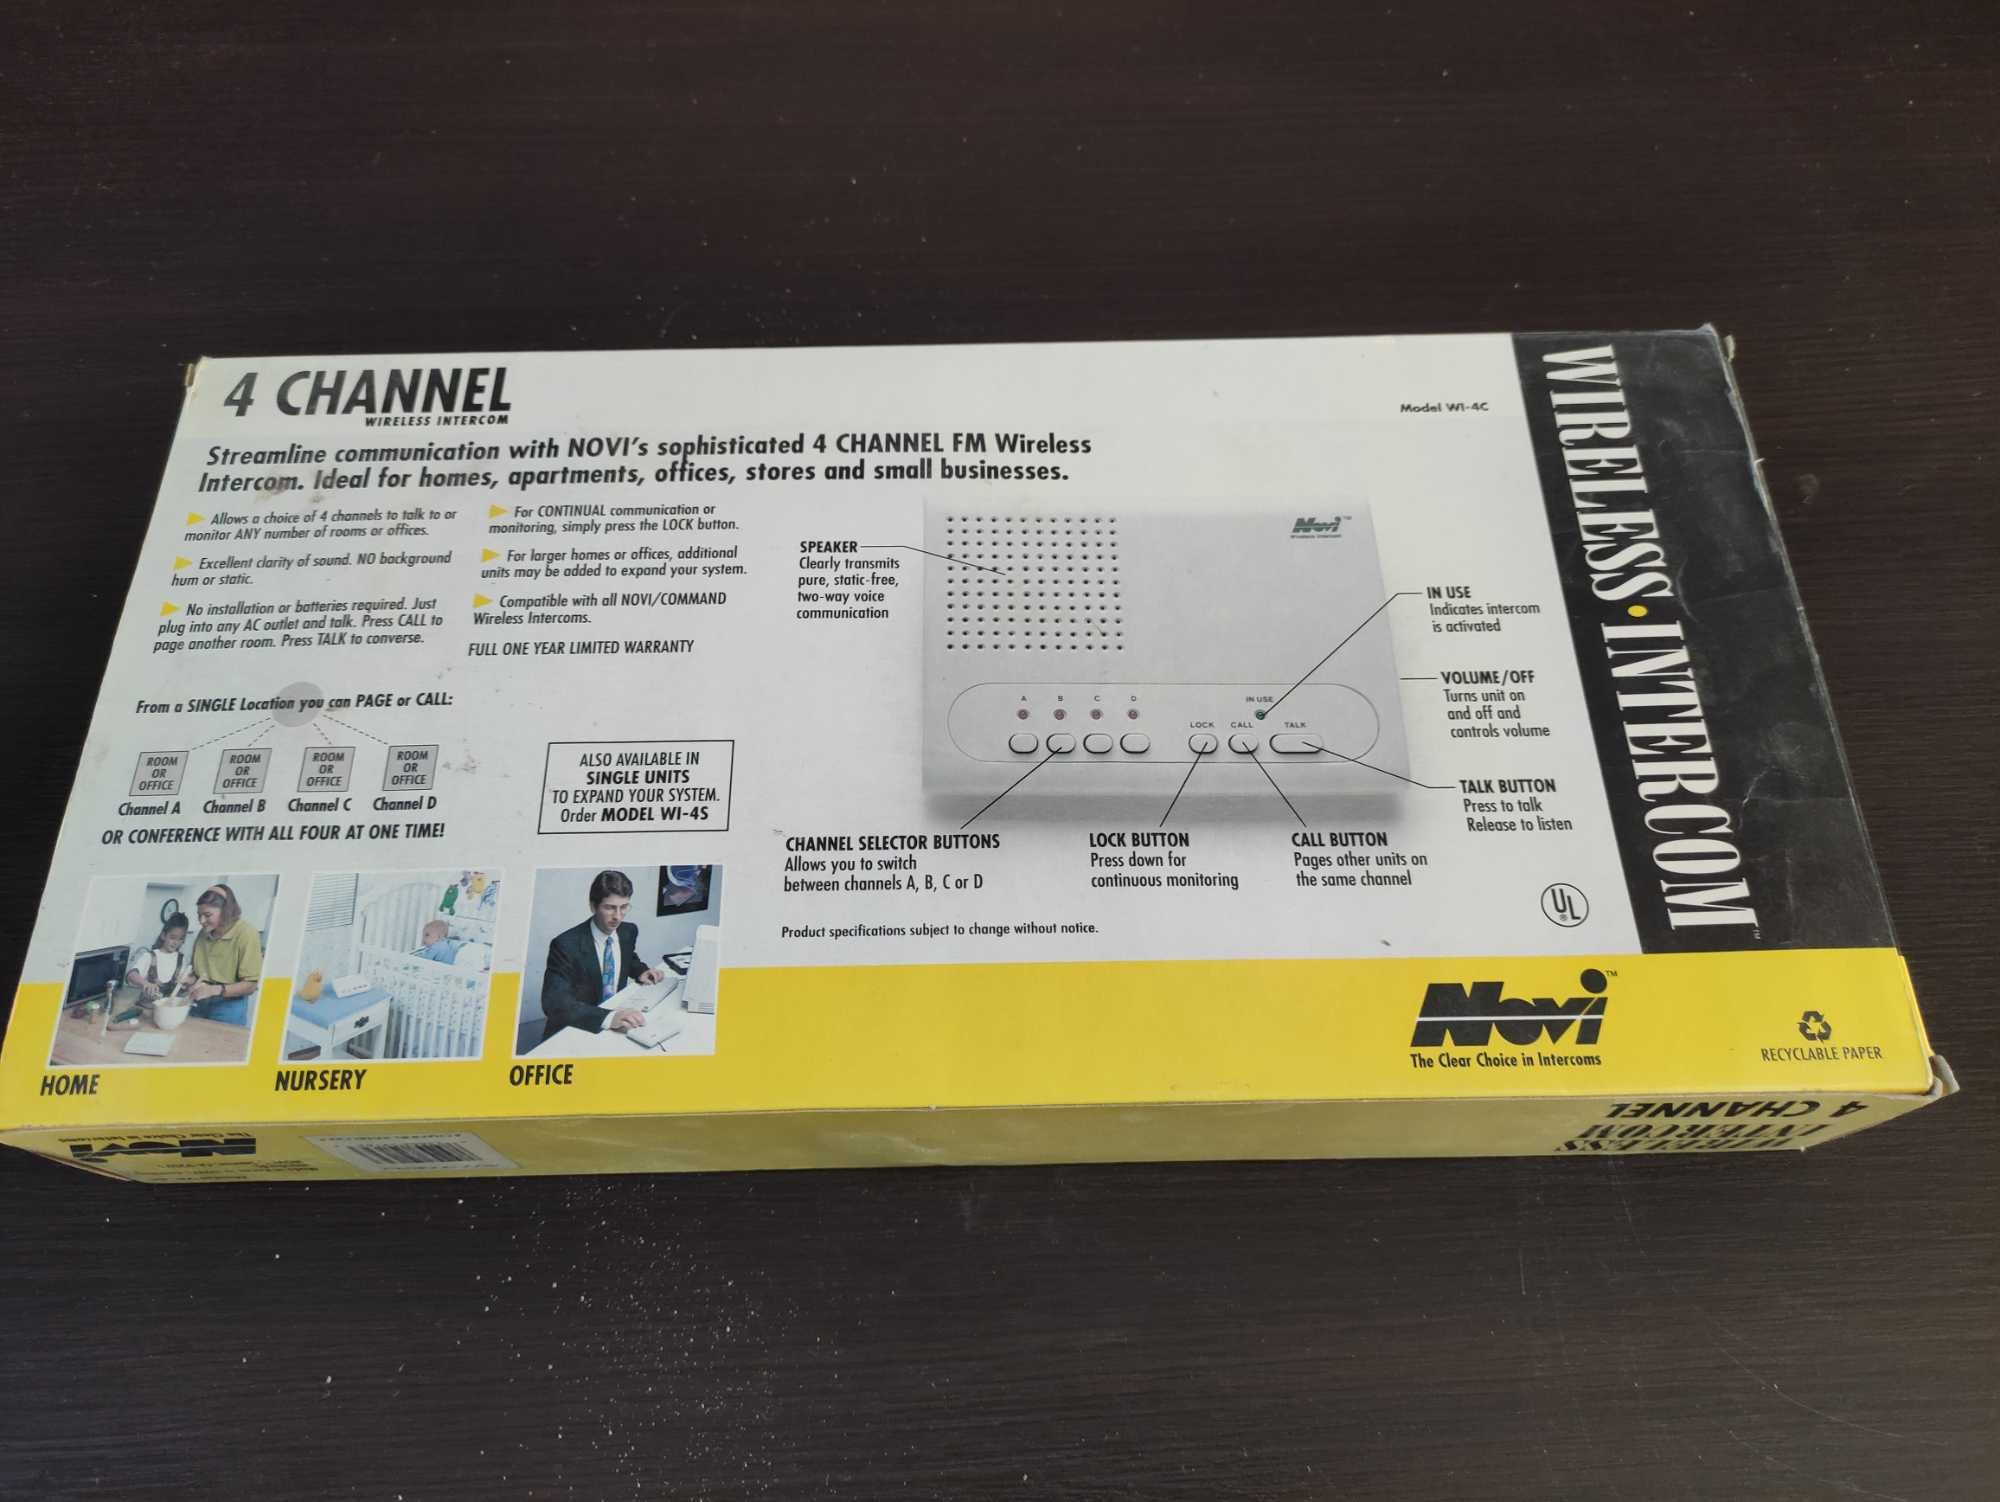 4 CHANNEL
WIRELESS INTERCOM
Model WI-4C
Streamline communication with NOVI's sophisticated 4 CHANNEL FM Wireless
Intercom. Ideal for homes, apartments, offices, stores and small businesses.
Allows a choice of 4 channels to talk to or
monitor ANY number of rooms or offices.
Excellent clarity of sound. NO background
hum or static.
No installation or batteries required. Just
plug into any AC outlet and talk. Press CALL to
page another room. Press TALK to converse.
For CONTINUAL communication or
monitoring, simply press the LOCK button.
For larger homes or offices, additional
units may be added to expand your system.
Compatible with all NOVI/COMMAND
Wireless Intercoms.
FULL ONE YEAR LIMITED WARRANTY
From a SINGLE Location you can PAGE or CALL:
ROOM OR OFFICE
ROOM OR OFFICE
ROOM OR OFFICE
ROOM OR OFFICE
Channel A Channel B Channel C Channel D
OR CONFERENCE WITH ALL FOUR AT ONE TIME!
ALSO AVAILABLE IN
SINGLE UNITS
TO EXPAND YOUR SYSTEM.
Order MODEL WI-4S
SPEAKER
Clearly transmits
pure, static-free,
two-way voice
communication
Novi™
Wireless Intercom
A B C D
IN USE
LOCK CALL TALK
IN USE
Indicates intercom
is activated
VOLUME/OFF
Turns unit on
and off and
controls volume
TALK BUTTON
Press to talk
Release to listen
CHANNEL SELECTOR BUTTONS
Allows you to switch
between channels A, B, C or D
LOCK BUTTON
Press down for
continuous monitoring
CALL BUTTON
Pages other units on
the same channel
Product specifications subject to change without notice.
UL
®
WIRELESS•INTERCOM™
HOME
NURSERY
OFFICE
Novi™
The Clear Choice in Intercoms
RECYCLABLE PAPER
Novi
The Clear Choice in Intercoms
WIRELESS
INTERCOM
4 CHANNEL